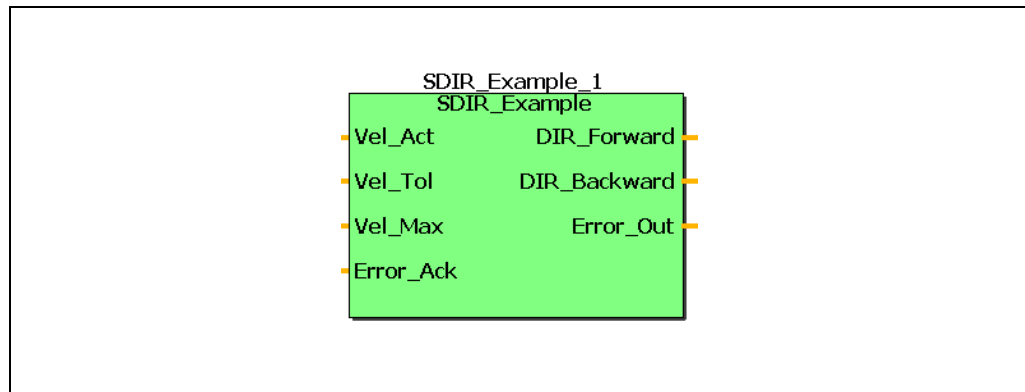 SDIR_Example_1
SDIR_Example
Vel_Act DIR_Forward
Vel_Tol DIR_Backward
Vel_Max Error_Out
Error_Ack